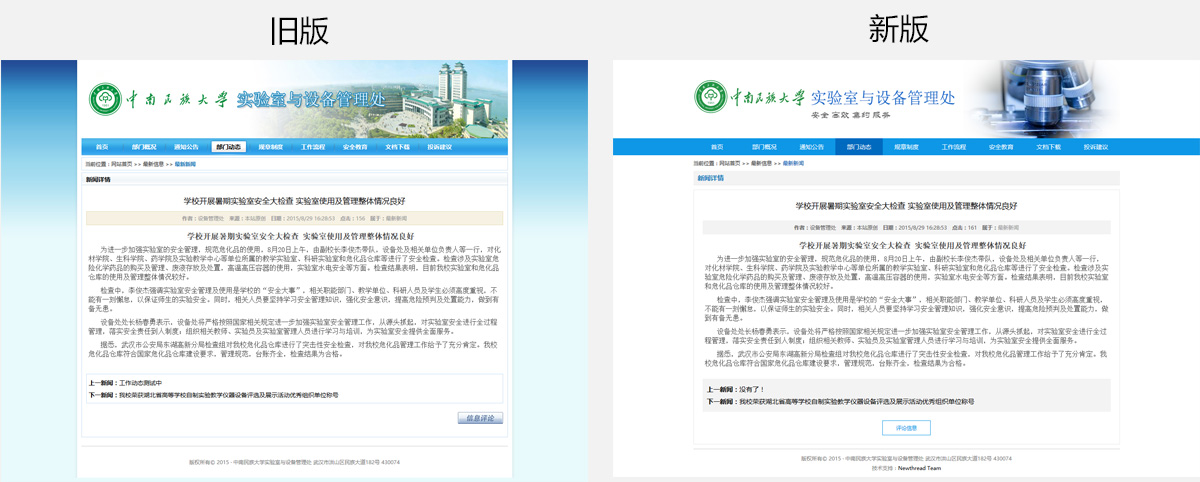 旧版
中南民族大学 实验室与设备管理处
首页 部门概况 通知公告 部门动态 规章制度 工作流程 安全教育 文档下载 投诉建议
当前位置：网站首页 >> 最新信息 >> 最新新闻
新闻详情
学校开展暑期实验室安全大检查 实验室使用及管理整体情况良好
作者：设备管理处 来源：本站原创 日期：2015/8/29 16:28:53 点击：156 属于：最新新闻
学校开展暑期实验室安全大检查 实验室使用及管理整体情况良好
为进一步加强实验室的安全管理，规范危化品的使用，8月20日上午，由副校长李俊杰带队，设备处及相关单位负责人等一行，对化
材学院、生科学院、药学院及实验教学中心等单位所属的教学实验室、科研实验室和危化品仓库等进行了安全检查。检查涉及实验室危
险化学药品的购买及管理、废液存放及处置、高温高压容器的使用、实验室水电安全等方面。检查结果表明，目前我校实验室和危化品
仓库的使用及管理整体情况较好。
检查中，李俊杰强调实验室安全管理及使用是学校的“安全大事”，相关职能部门、教学单位、科研人员及学生必须高度重视，不
能有一刻懈怠，以保证师生的实验安全。同时，相关人员要坚持学习安全管理知识，强化安全意识，提高危险预判及处置能力，做到有
备无患。
设备处处长杨春勇表示，设备处将严格按照国家相关规定进一步加强实验室安全管理工作，从源头抓起，对实验室安全进行全过程
管理，落实安全责任到人制度；组织相关教师、实验员及实验室管理人员进行学习与培训，为实验室安全提供全面服务。
据悉，武汉市公安局东湖高新分局检查组对我校危化品仓库进行了突击性安全检查，对我校危化品管理工作给予了充分肯定。我校
危化品仓库符合国家危化品仓库建设要求，管理规范，台账齐全，检查结果为合格。
上一新闻：工作动态测试中
下一新闻：我校荣获湖北省高等学校自制实验教学仪器设备评选及展示活动优秀组织单位称号
信息评论
版权所有© 2015 - 中南民族大学实验室与设备管理处 武汉市洪山区民族大道182号 430074
新版
中南民族大学 实验室与设备管理处
安全 高效 集约 服务
首页 部门概况 通知公告 部门动态 规章制度 工作流程 安全教育 文档下载 投诉建议
当前位置：网站首页 >> 最新信息 >> 最新新闻
新闻详情
学校开展暑期实验室安全大检查 实验室使用及管理整体情况良好
作者：设备管理处 来源：本站原创 日期：2015/8/29 16:28:53 点击：161 属于：最新新闻
学校开展暑期实验室安全大检查 实验室使用及管理整体情况良好
为进一步加强实验室的安全管理，规范危化品的使用，8月20日上午，由副校长李俊杰带队，设备处及相关单位负责人等一行，
对化材学院、生科学院、药学院及实验教学中心等单位所属的教学实验室、科研实验室和危化品仓库等进行了安全检查。检查涉及实
验室危险化学药品的购买及管理、废液存放及处置、高温高压容器的使用、实验室水电安全等方面。检查结果表明，目前我校实验室
和危化品仓库的使用及管理整体情况较好。
检查中，李俊杰强调实验室安全管理及使用是学校的“安全大事”，相关职能部门、教学单位、科研人员及学生必须高度重视，
不能有一刻懈怠，以保证师生的实验安全。同时，相关人员要坚持学习安全管理知识，强化安全意识，提高危险预判及处置能力，做
到有备无患。
设备处处长杨春勇表示，设备处将严格按照国家相关规定进一步加强实验室安全管理工作，从源头抓起，对实验室安全进行全过
程管理，落实安全责任到人制度；组织相关教师、实验员及实验室管理人员进行学习与培训，为实验室安全提供全面服务。
据悉，武汉市公安局东湖高新分局检查组对我校危化品仓库进行了突击性安全检查，对我校危化品管理工作给予了充分肯定。我
校危化品仓库符合国家危化品仓库建设要求，管理规范，台账齐全，检查结果为合格。
上一新闻：没有了！
下一新闻：我校荣获湖北省高等学校自制实验教学仪器设备评选及展示活动优秀组织单位称号
评论信息
版权所有© 2015 - 中南民族大学实验室与设备管理处 武汉市洪山区民族大道182号 430074
技术支持：Newthread Team